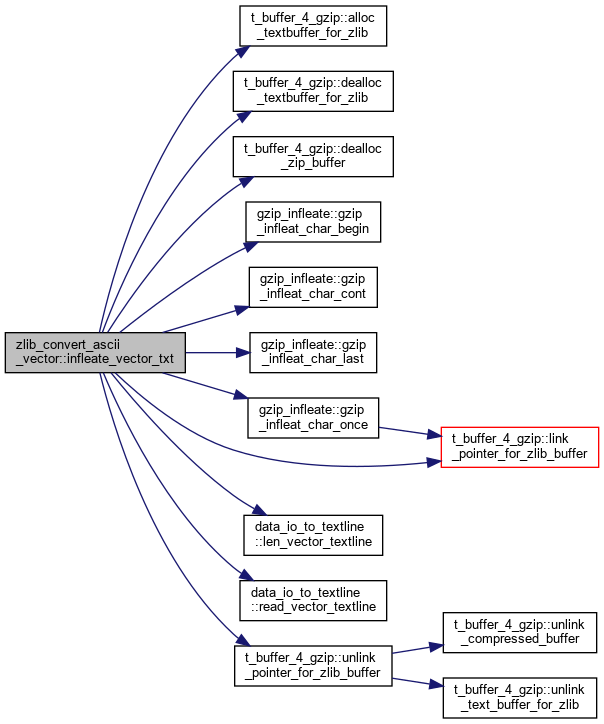 t_buffer_4_gzip::alloc
_textbuffer_for_zlib
t_buffer_4_gzip::dealloc
_textbuffer_for_zlib
t_buffer_4_gzip::dealloc
_zip_buffer
gzip_infleate::gzip
_infleat_char_begin
gzip_infleate::gzip
_infleat_char_cont
zlib_convert_ascii
_vector::infleate_vector_txt
gzip_infleate::gzip
_infleat_char_last
gzip_infleate::gzip
_infleat_char_once
t_buffer_4_gzip::link
_pointer_for_zlib_buffer
data_io_to_textline
::len_vector_textline
data_io_to_textline
::read_vector_textline
t_buffer_4_gzip::unlink
_pointer_for_zlib_buffer
t_buffer_4_gzip::unlink
_compressed_buffer
t_buffer_4_gzip::unlink
_text_buffer_for_zlib